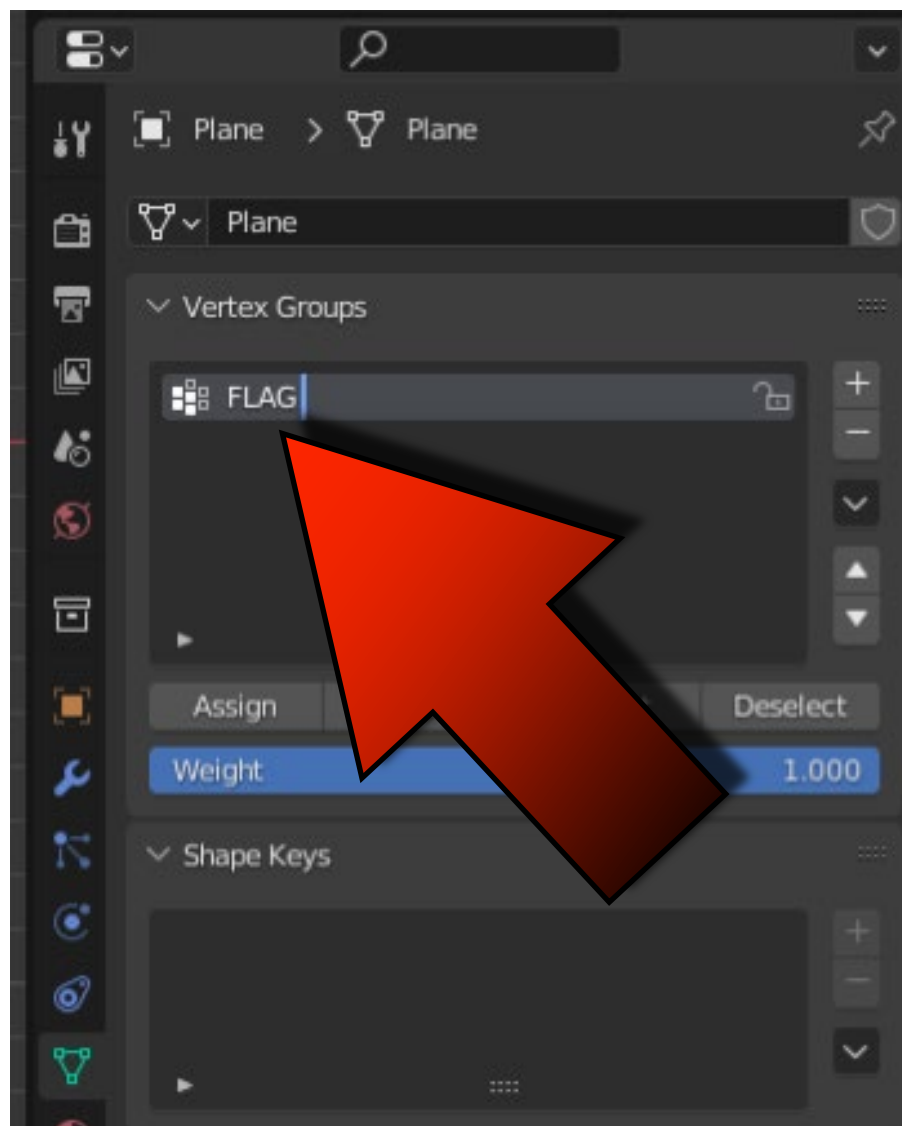 Plane > Plane
Plane
Vertex Groups
FLAG
Assign Deselect
Weight 1.000
Shape Keys